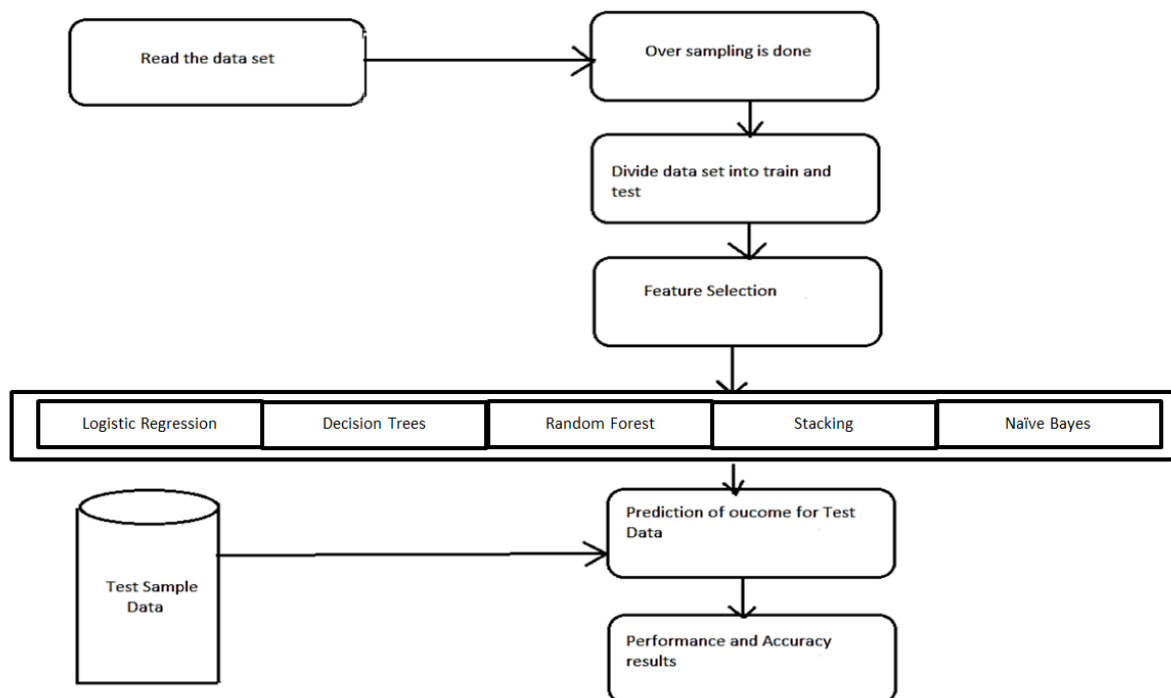 Read the data set
Over sampling is done
Divide data set into train and
test
Feature Selection
Logistic Regression
Decision Trees
Random Forest
Stacking
Naïve Bayes
Prediction of oucome for Test
Data
Test Sample
Data
Performance and Accuracy
results